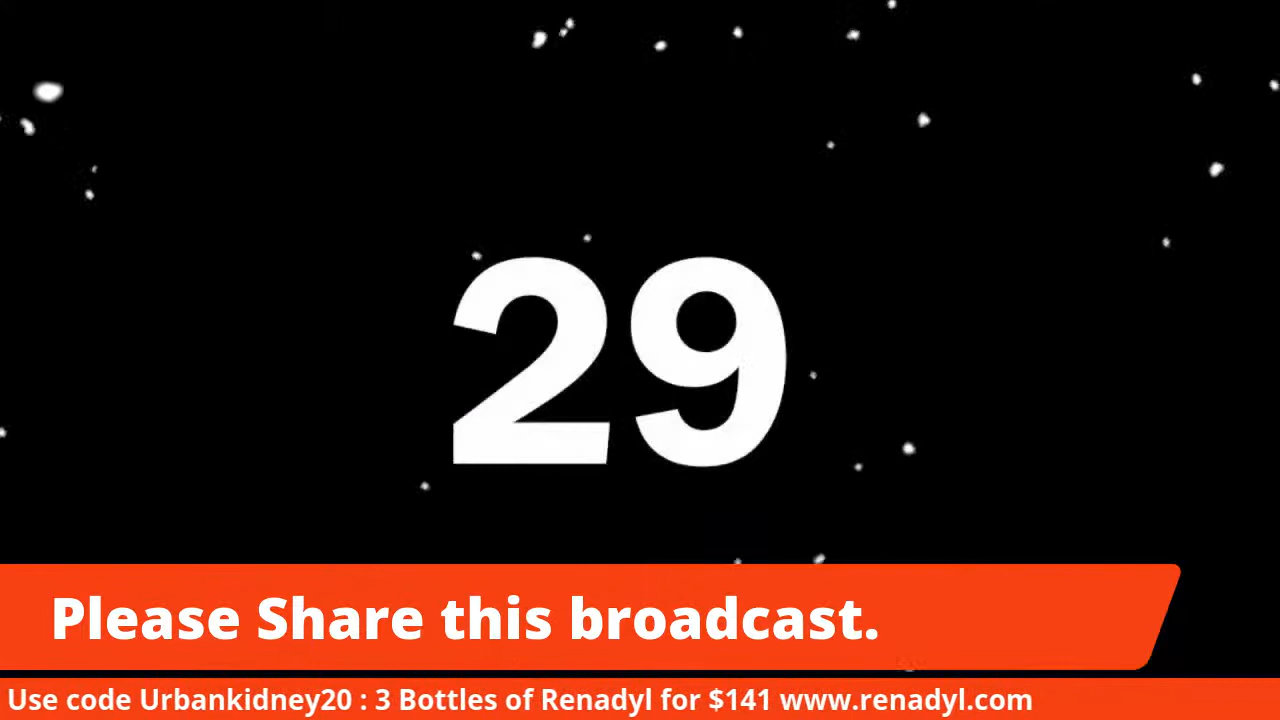 29
Please Share this broadcast.
Use code Urbankidney20 : 3 Bottles of Renadyl for $141 www.renadyl.com